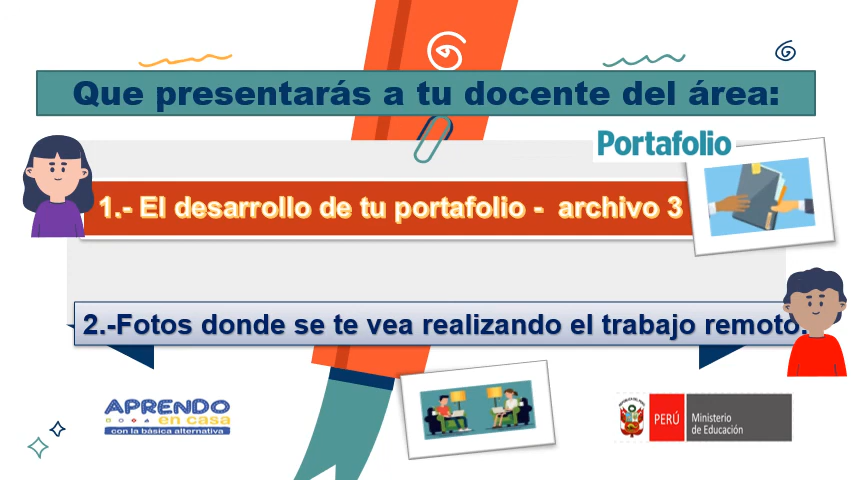 Que presentarás a tu docente del área:
Portafolio
1.- El desarrollo de tu portafolio -  archivo 3
2.-Fotos donde se te vea realizando el trabajo remoto.
APRENDO
en casa
con la básica alternativa
PERÚ
Ministerio
de Educación